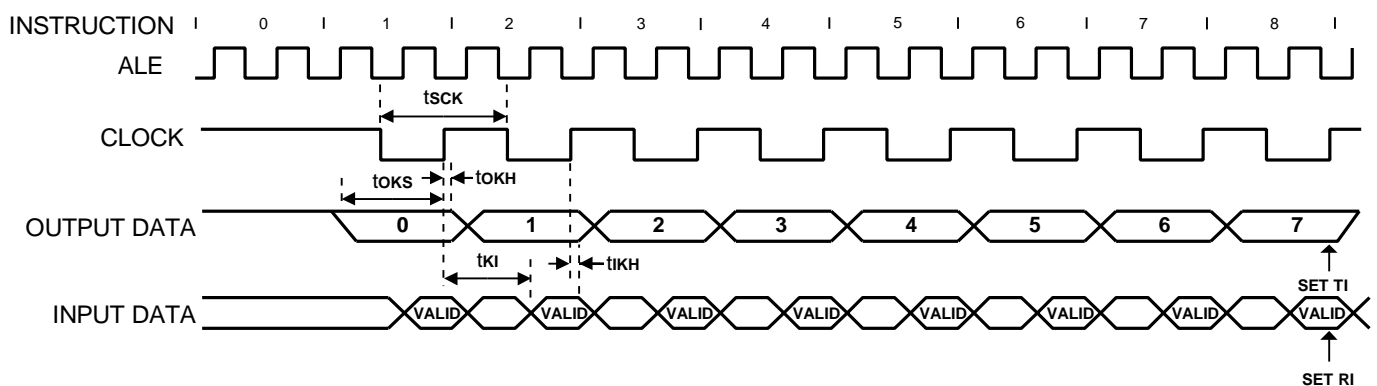 INSTRUCTION I 0 I 1 I 2 I 3 I 4 I 5 I 6 I 7 I 8 I
ALE
tSCK
CLOCK
tOKS tOKH
OUTPUT DATA 0 1 2 3 4 5 6 7
tKI tIKH
SET TI
INPUT DATA VALID VALID VALID VALID VALID VALID VALID VALID
SET RI